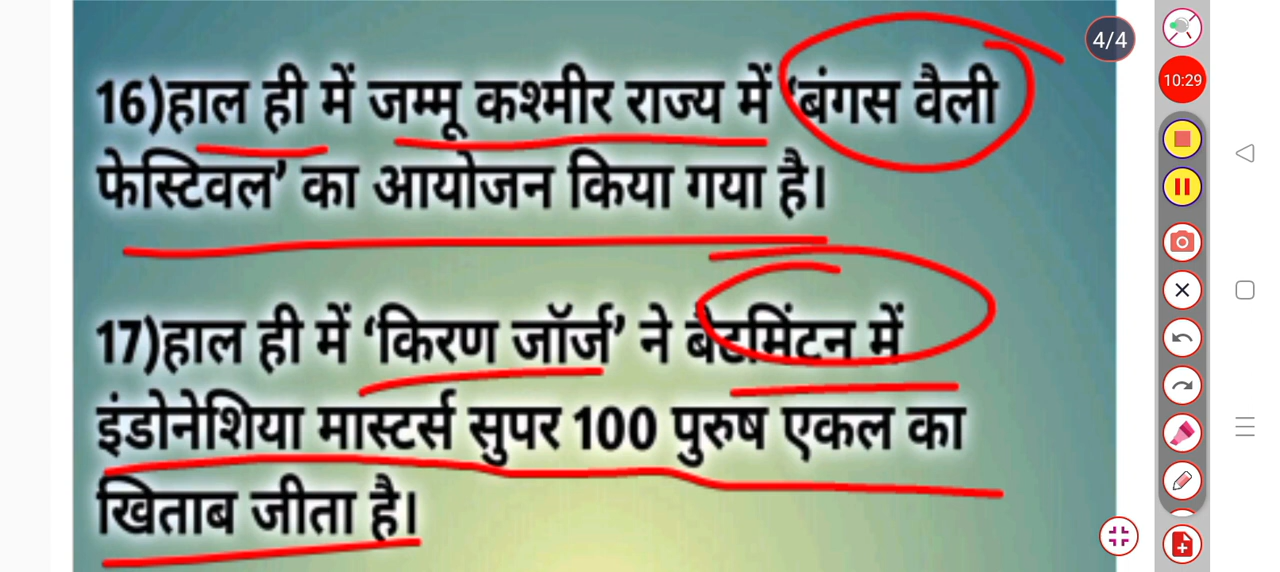 4/4
10:29
16)हाल ही में जम्मू कश्मीर राज्य में 'बंगस वैली
फेस्टिवल' का आयोजन किया गया है।
17)हाल ही में ‘किरण जॉर्ज’ ने बैडमिंटन में
इंडोनेशिया मास्टर्स सुपर 100 पुरुष एकल का
खिताब जीता है।